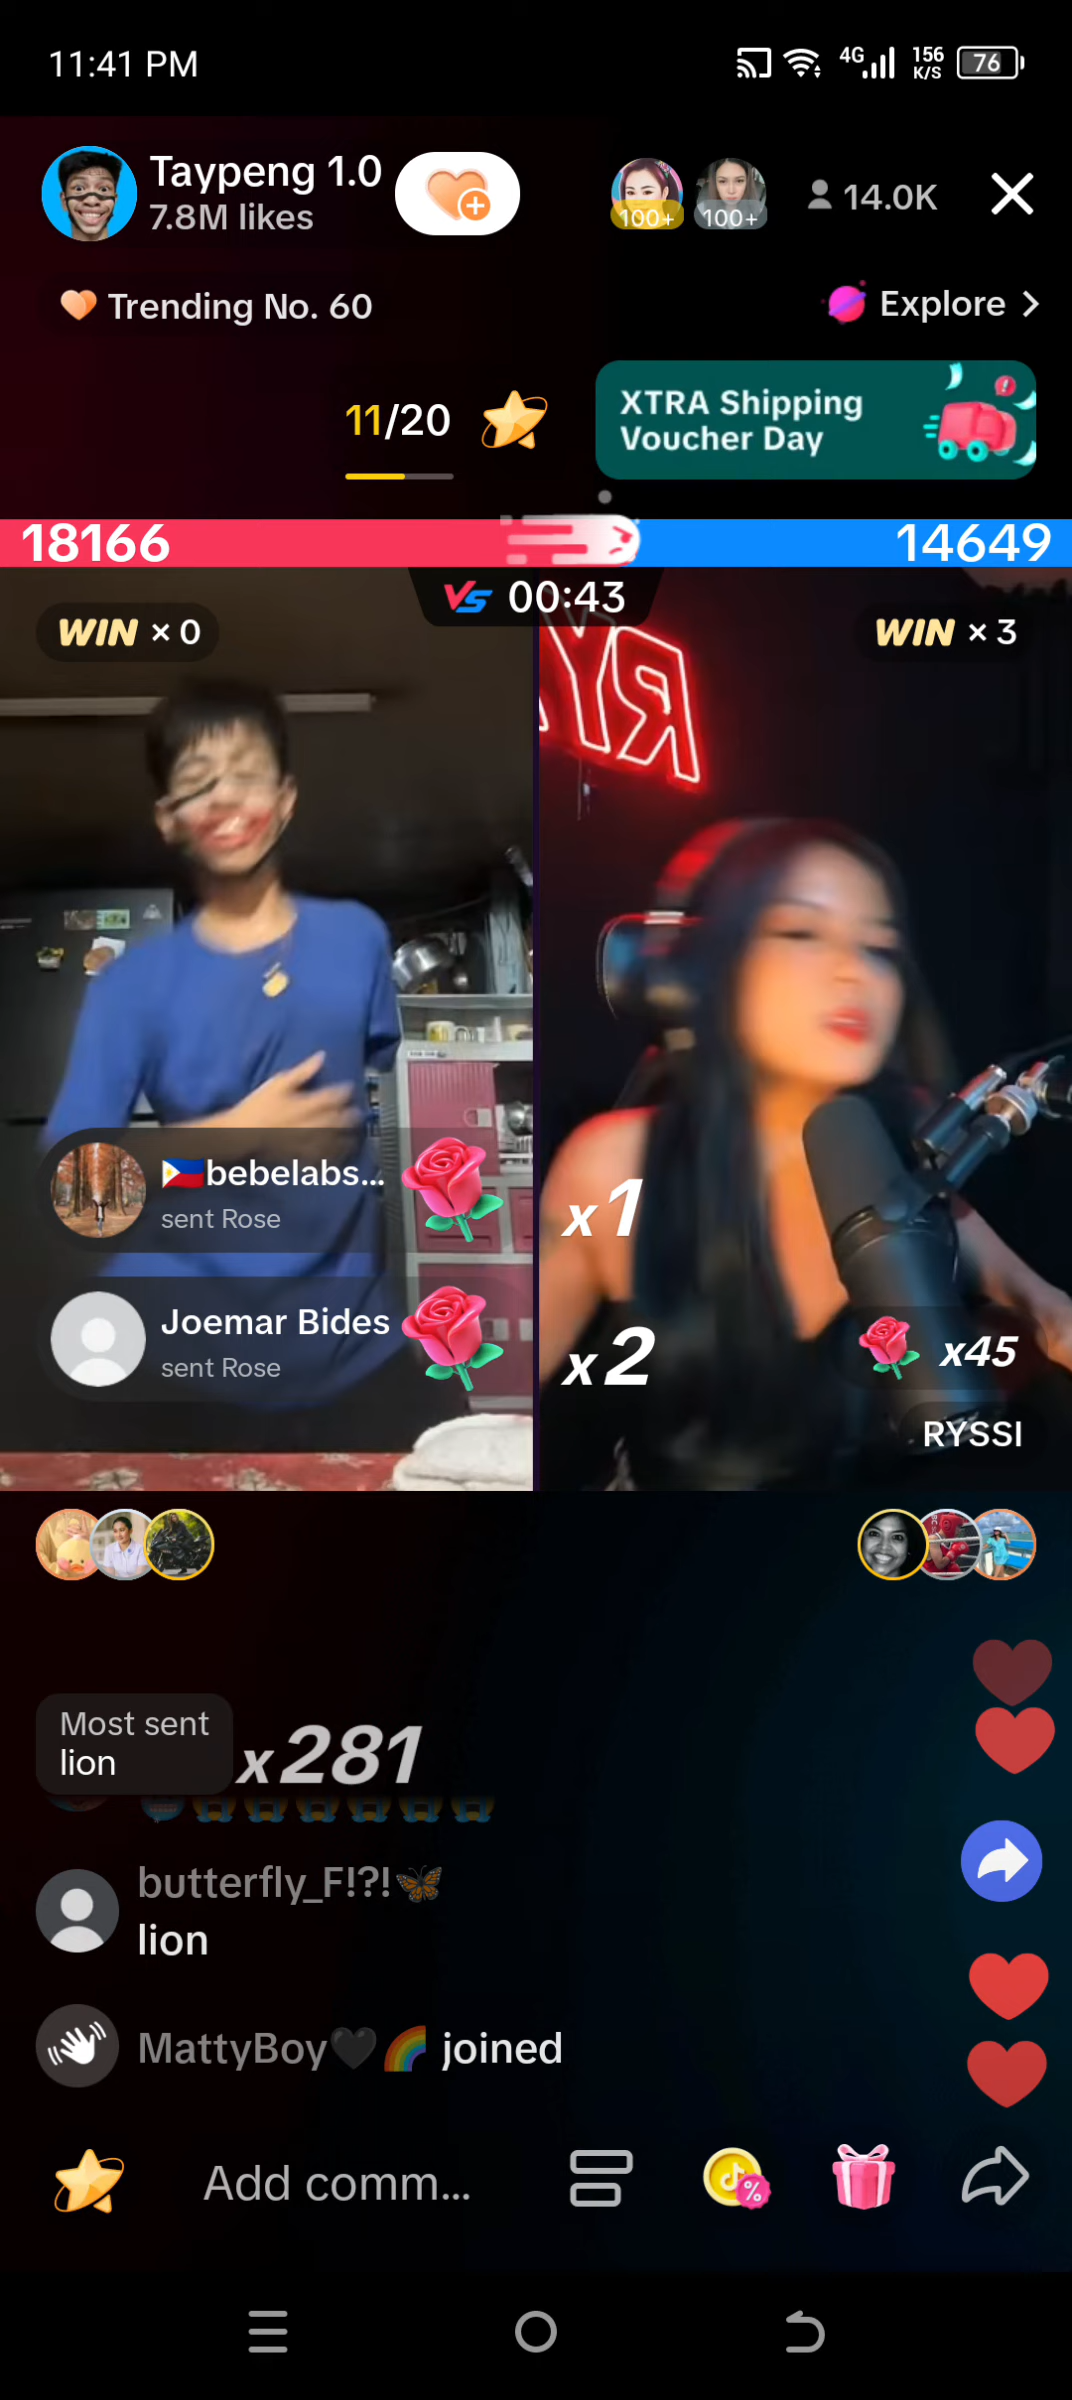 11:41 PM
4G
156
K/S
76
Taypeng 1.0
7.8M likes
100+
100+
14.0K
Trending No. 60
Explore
11/20
XTRA Shipping
Voucher Day
18166
14649
VS 00:43
WIN × 0
WIN × 3
RY
🇵🇭bebelabs...
sent Rose
x1
Joemar Bides
sent Rose
x2
x45
RYSSI
Most sent
lion
x281
butterfly_F!?!🦋
lion
MattyBoy🖤🌈 joined
Add comm...
%